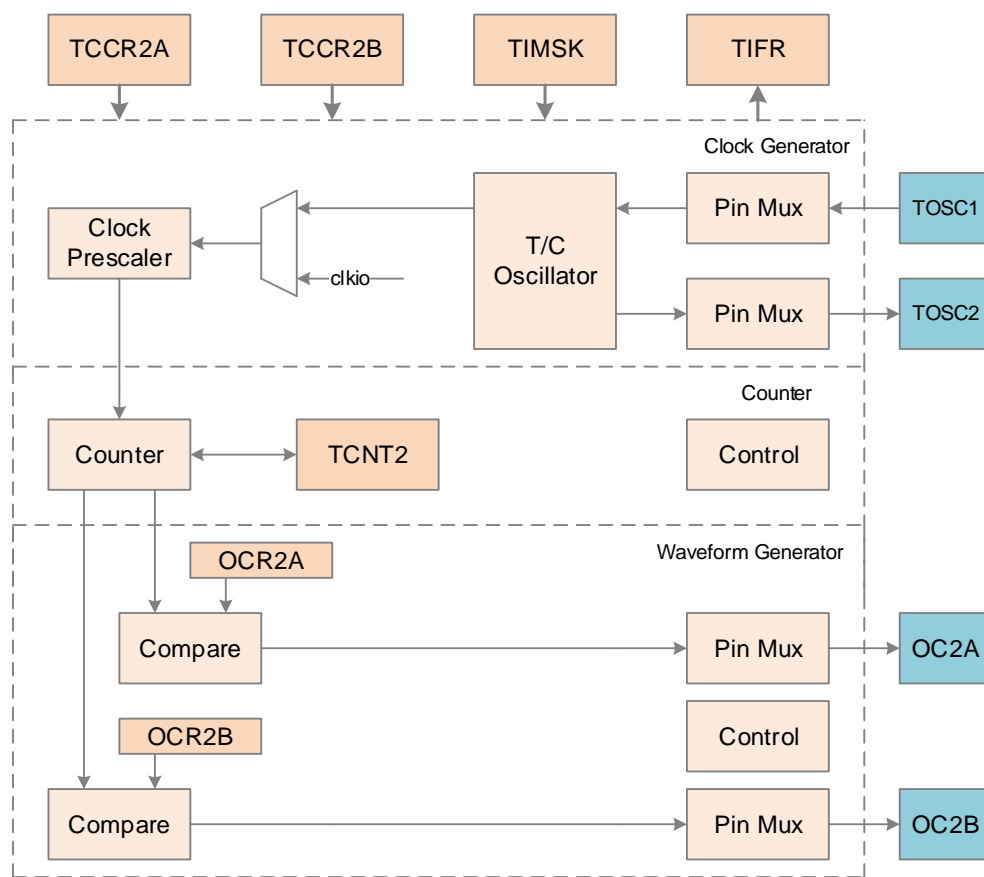 TCCR2A
TCCR2B
TIMSK
TIFR
Clock Generator
Clock
Prescaler
clkio
T/C
Oscillator
Pin Mux
TOSC1
Pin Mux
TOSC2
Counter
Counter
TCNT2
Control
Waveform Generator
OCR2A
Compare
Pin Mux
OC2A
OCR2B
Control
Compare
Pin Mux
OC2B